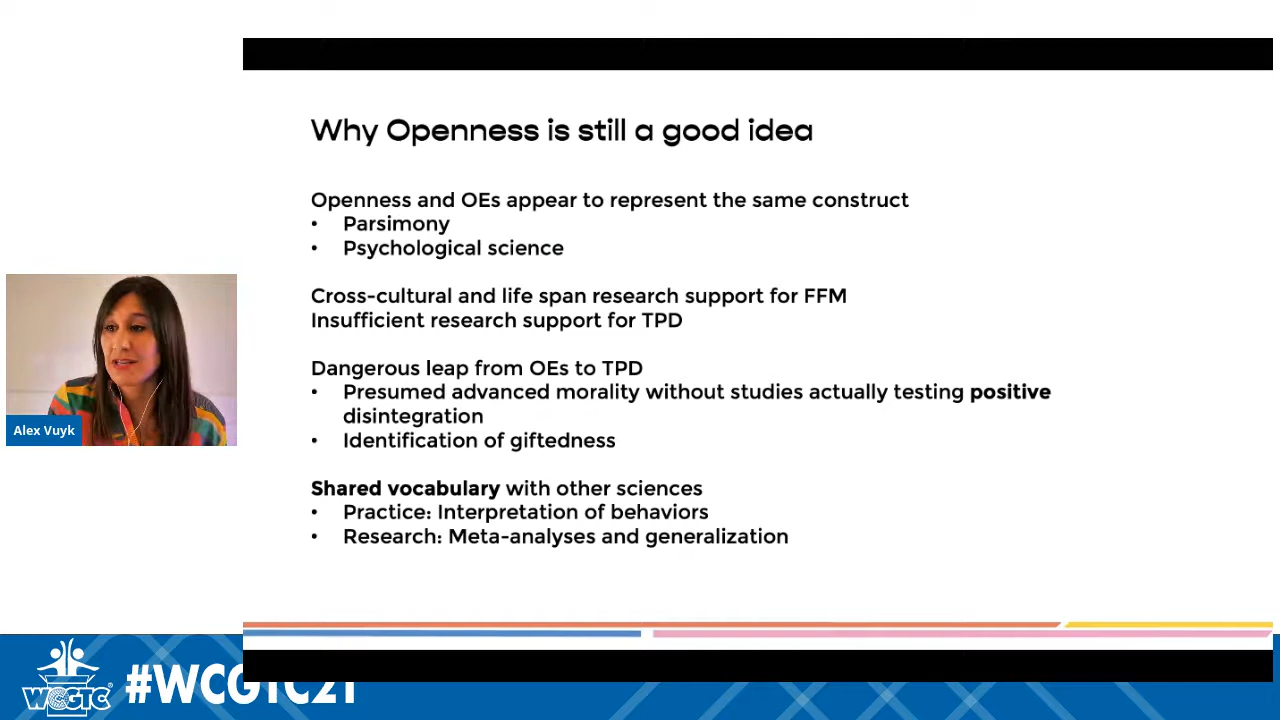 Why Openness is still a good idea
Openness and OEs appear to represent the same construct
• Parsimony
• Psychological science
Cross-cultural and life span research support for FFM
Insufficient research support for TPD
Dangerous leap from OEs to TPD
• Presumed advanced morality without studies actually testing positive
disintegration
• Identification of giftedness
Shared vocabulary with other sciences
• Practice: Interpretation of behaviors
• Research: Meta-analyses and generalization
Alex Vuyk
WCGTC
#WCGTC21